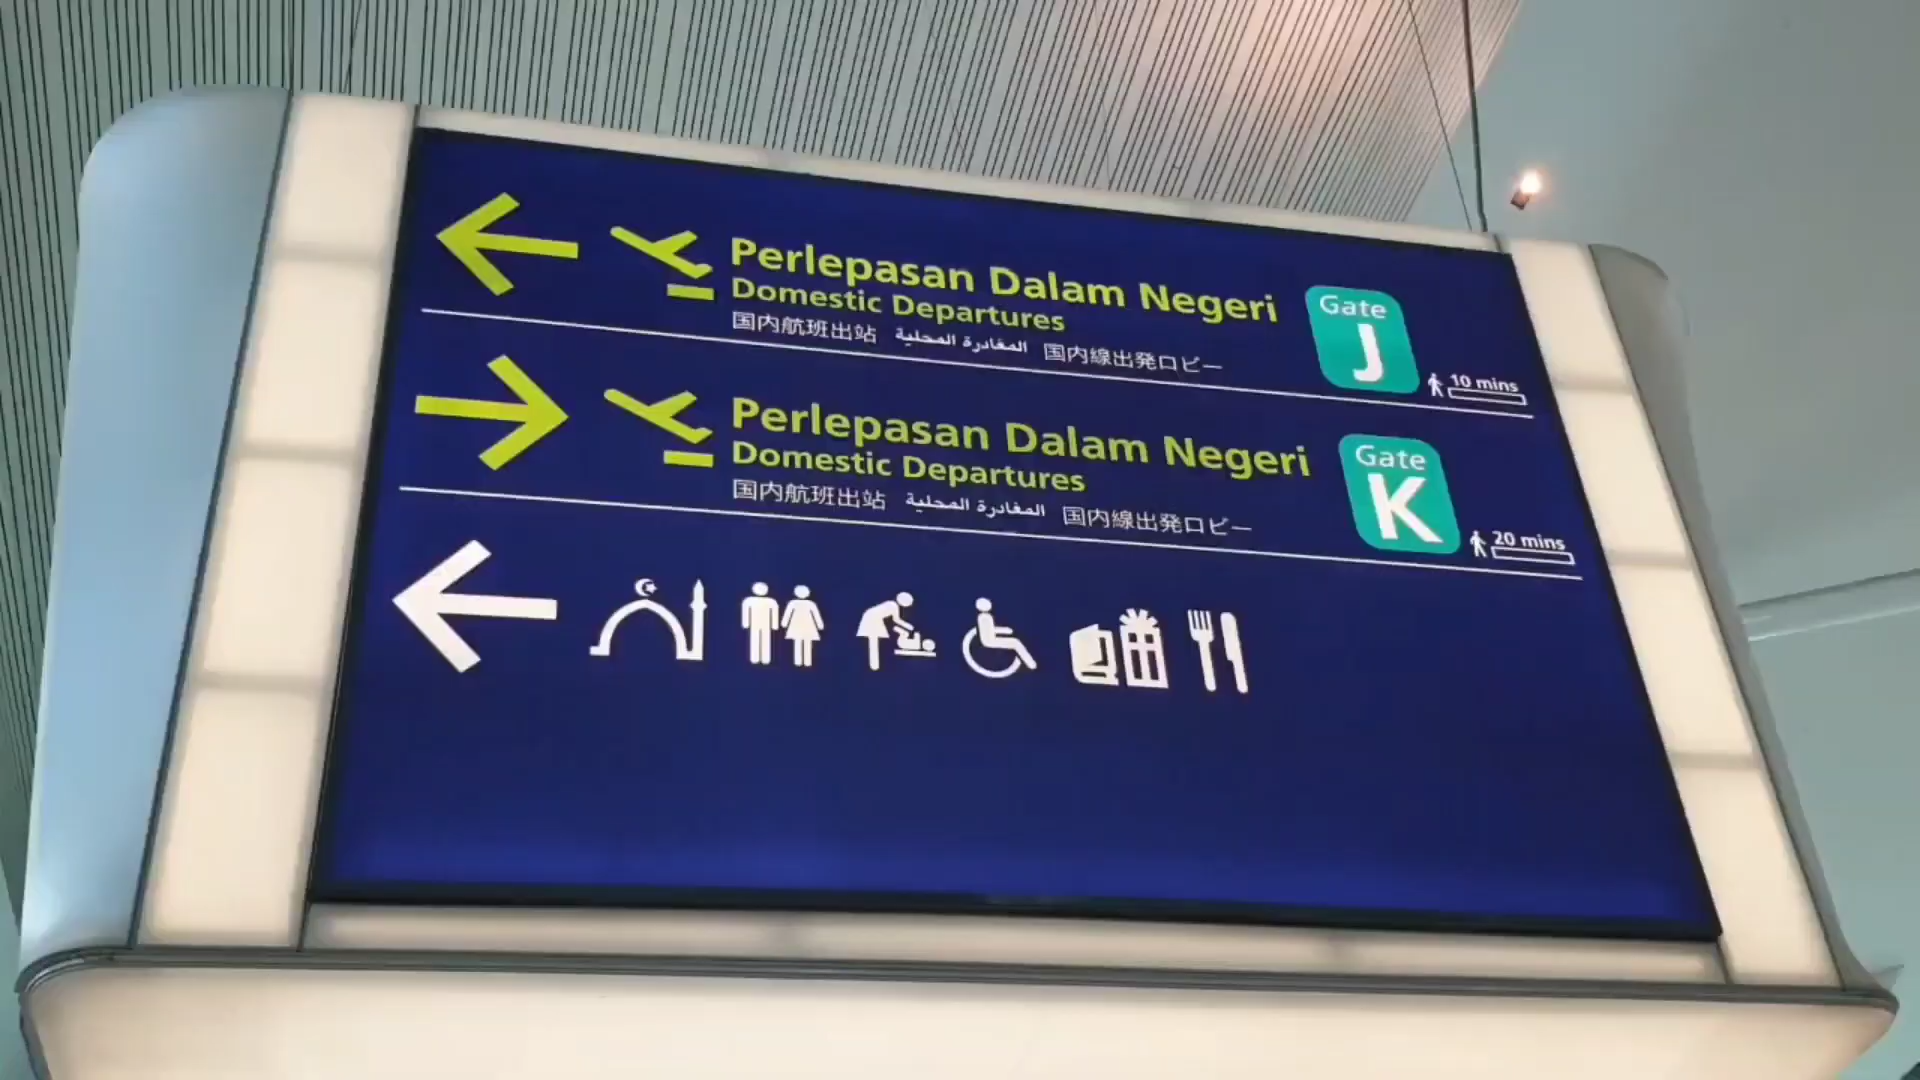 Perlepasan Dalam Negeri
Domestic Departures
国内航班出站 المغادرة المحلية 国内線出発ロビー
Gate
J
10 mins
Perlepasan Dalam Negeri
Domestic Departures
国内航班出站 المغادرة المحلية 国内線出発ロビー
Gate
K
20 mins